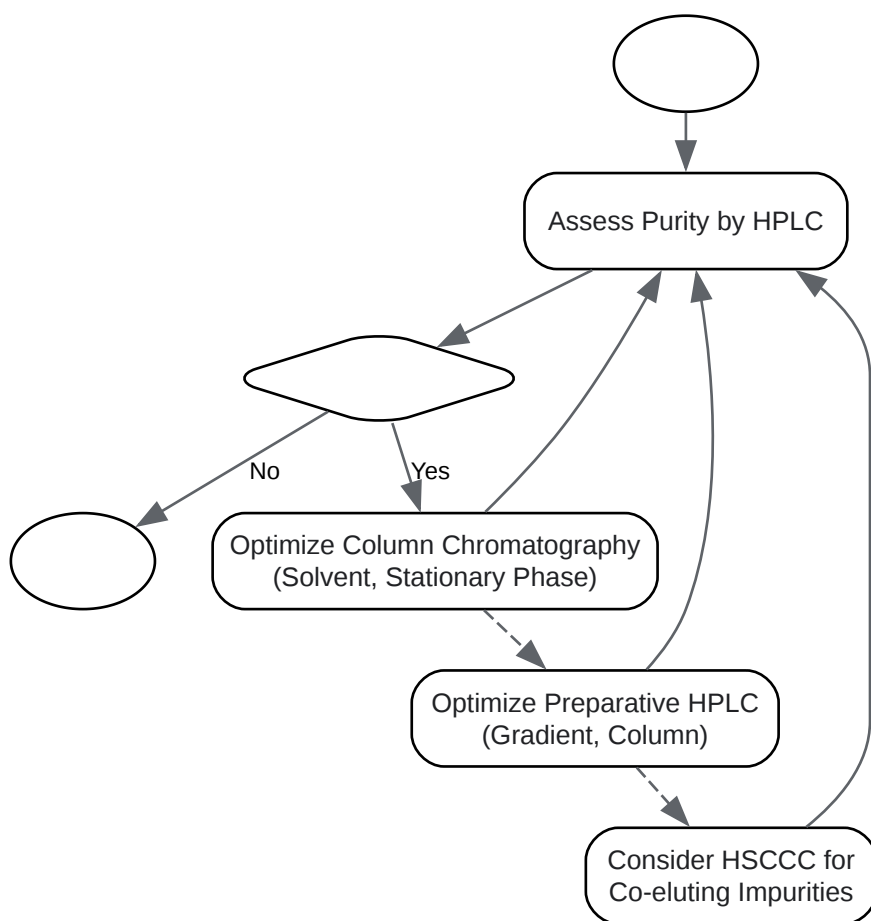 Assess Purity by HPLC
No
Yes
Optimize Column Chromatography
(Solvent, Stationary Phase)
Optimize Preparative HPLC
(Gradient, Column)
Consider HSCCC for
Co-eluting Impurities